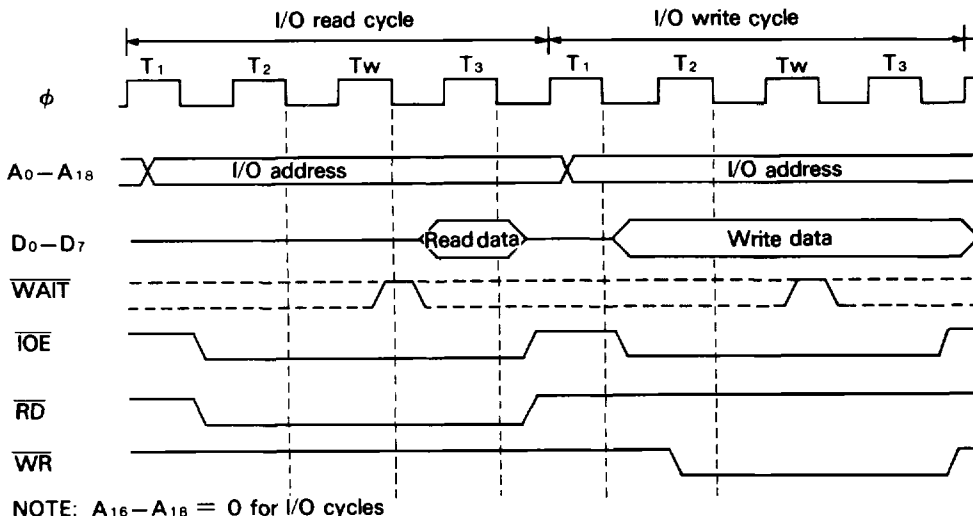 I/O read cycle I/O write cycle
T1 T2 Tw T3 T1 T2 Tw T3
ϕ
A0–A18 I/O address I/O address
D0–D7 Read data Write data
WAIT
IOE
RD
WR
NOTE: A16–A18 = 0 for I/O cycles